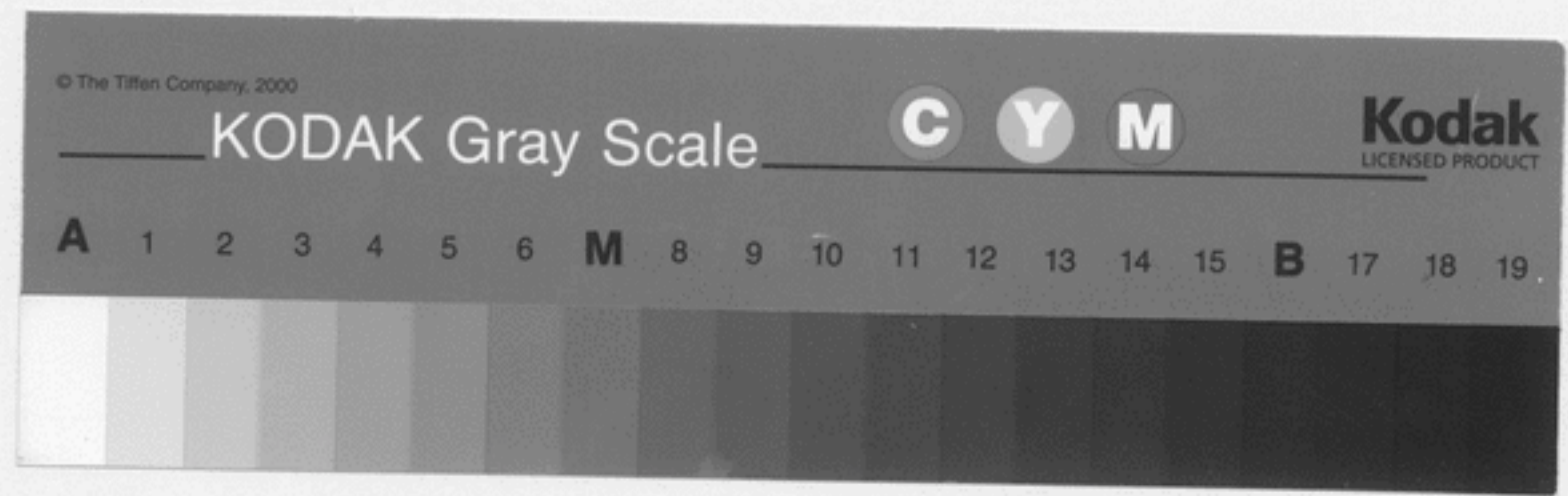 © The Tiffen Company, 2000
KODAK Gray Scale
C Y M
Kodak
LICENSED PRODUCT
A 1 2 3 4 5 6 M 8 9 10 11 12 13 14 15 B 17 18 19